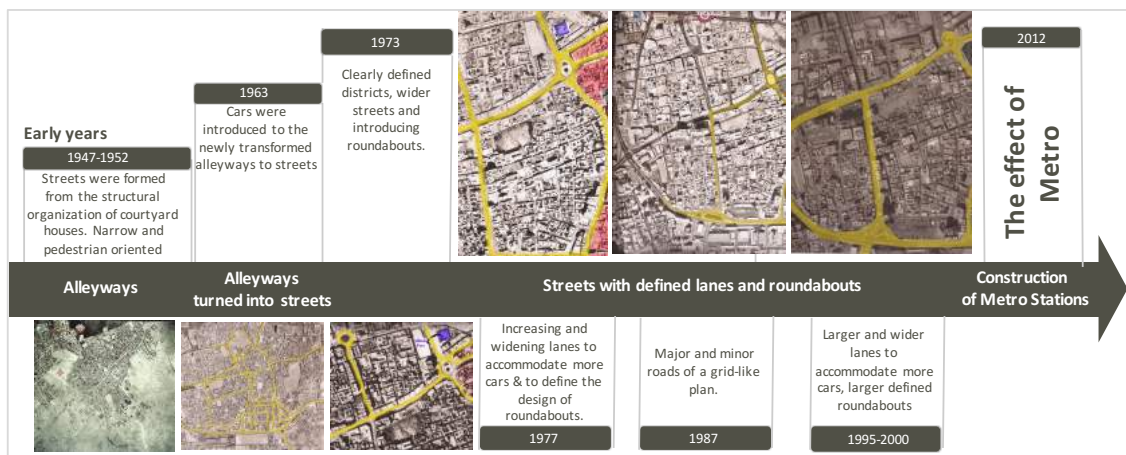 Early years
1947-1952
Streets were formed
from the structural
organization of courtyard
houses. Narrow and
pedestrian oriented
1963
Cars were
introduced to the
newly transformed
alleyways to streets
1973
Clearly defined
districts, wider
streets and
introducing
roundabouts.
2012
The effect of
Metro
Alleyways
Alleyways
turned into streets
Streets with defined lanes and roundabouts
Construction
of Metro Stations
Increasing and
widening lanes to
accommodate more
cars & to define the
design of
roundabouts.
1977
Major and minor
roads of a grid-like
plan.
1987
Larger and wider
lanes to
accommodate more
cars, larger defined
roundabouts
1995-2000